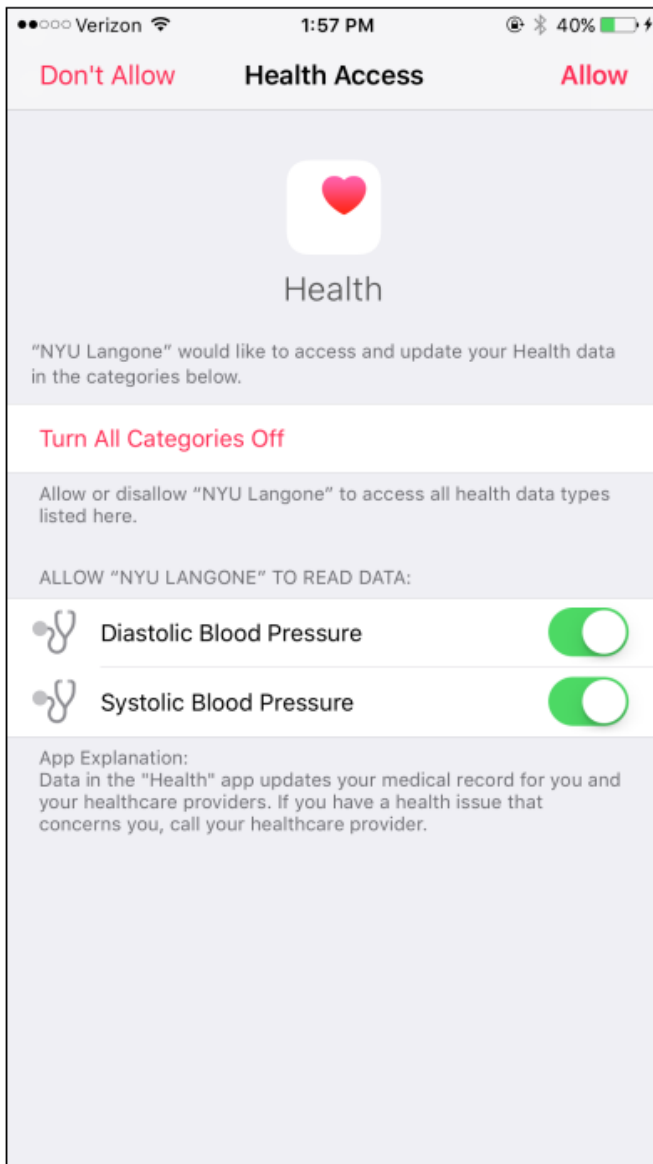 Verizon 1:57 PM 40%
Don't Allow Health Access Allow
Health
“NYU Langone” would like to access and update your Health data
in the categories below.
Turn All Categories Off
Allow or disallow “NYU Langone” to access all health data types
listed here.
ALLOW “NYU LANGONE” TO READ DATA:
Diastolic Blood Pressure
Systolic Blood Pressure
App Explanation:
Data in the "Health" app updates your medical record for you and
your healthcare providers. If you have a health issue that
concerns you, call your healthcare provider.